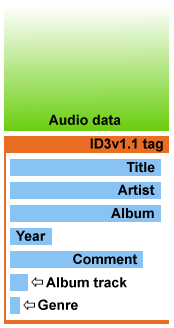 Audio data
ID3v1.1 tag
Title
Artist
Album
Year
Comment
⇦ Album track
⇦ Genre